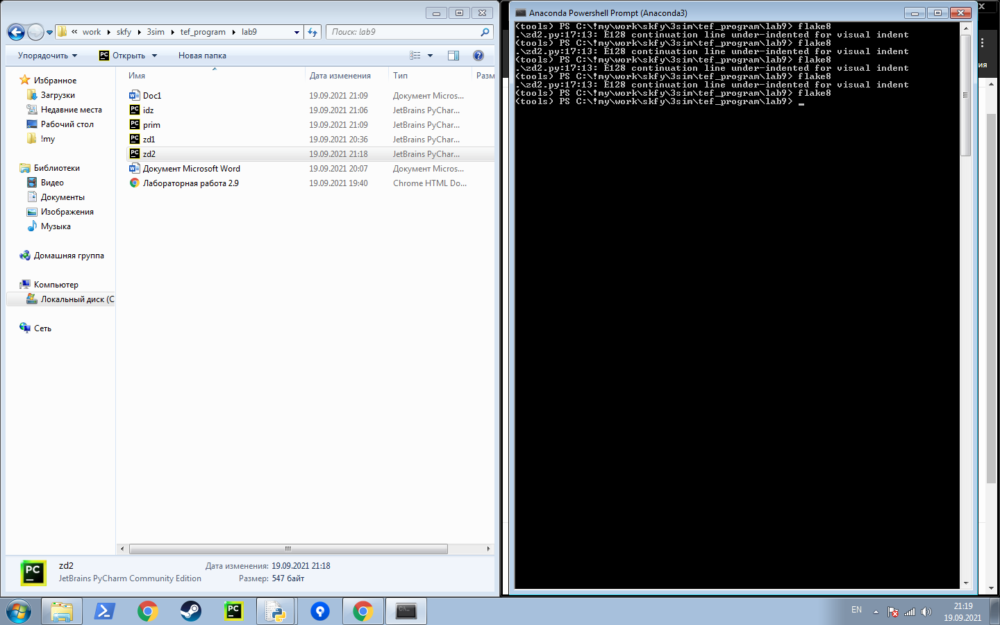 « work ▸ skfy ▸ 3sim ▸ tef_program ▸ lab9
Поиск: lab9
Упорядочить
Открыть
Новая папка
Избранное
Загрузки
Недавние места
Рабочий стол
!my
Библиотеки
Видео
Документы
Изображения
Музыка
Домашняя группа
Компьютер
Локальный диск (C
Сеть
Имя Дата изменения Тип Разм
Doc1 19.09.2021 21:09 Документ Micros...
idz 19.09.2021 21:06 JetBrains PyChar...
prim 19.09.2021 21:09 JetBrains PyChar...
zd1 19.09.2021 20:36 JetBrains PyChar...
zd2 19.09.2021 21:18 JetBrains PyChar...
Документ Microsoft Word 19.09.2021 20:07 Документ Micros...
Лабораторная работа 2.9 19.09.2021 19:40 Chrome HTML Do...
zd2 Дата изменения: 19.09.2021 21:18
JetBrains PyCharm Community Edition Размер: 547 байт
Anaconda Powershell Prompt (Anaconda3)
(tools) PS C:\!my\work\skfy\3sim\tef_program\lab9> flake8
.\zd2.py:17:13: E128 continuation line under-indented for visual indent
(tools) PS C:\!my\work\skfy\3sim\tef_program\lab9> flake8
.\zd2.py:17:13: E128 continuation line under-indented for visual indent
(tools) PS C:\!my\work\skfy\3sim\tef_program\lab9> flake8
.\zd2.py:17:13: E128 continuation line under-indented for visual indent
(tools) PS C:\!my\work\skfy\3sim\tef_program\lab9> flake8
.\zd2.py:17:13: E128 continuation line under-indented for visual indent
(tools) PS C:\!my\work\skfy\3sim\tef_program\lab9> flake8
(tools) PS C:\!my\work\skfy\3sim\tef_program\lab9> _
ия
EN
21:19
19.09.2021